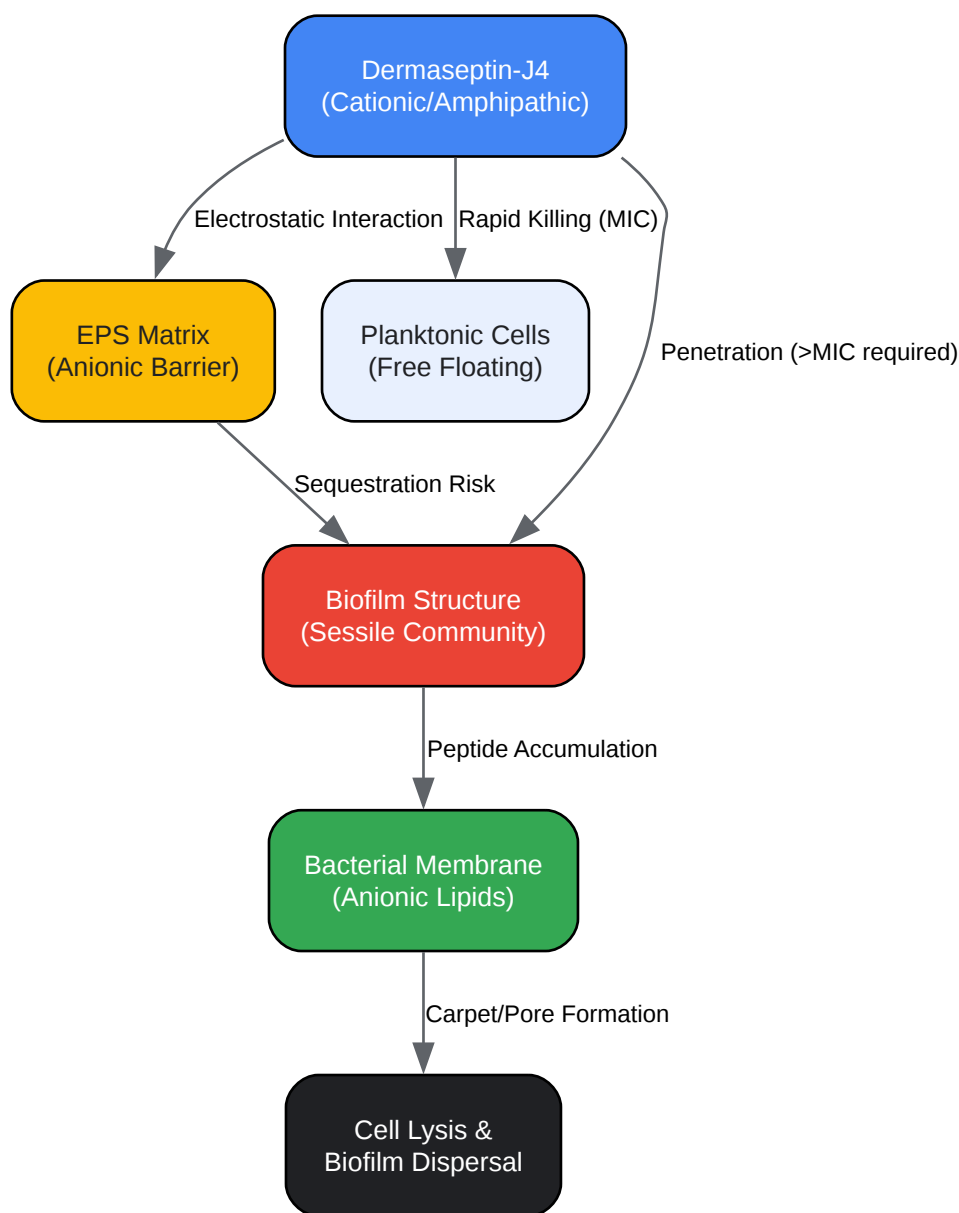 Dermaseptin-J4
(Cationic/Amphipathic)
Electrostatic Interaction
Rapid Killing (MIC)
EPS Matrix
(Anionic Barrier)
Planktonic Cells
(Free Floating)
Penetration (>MIC required)
Sequestration Risk
Biofilm Structure
(Sessile Community)
Peptide Accumulation
Bacterial Membrane
(Anionic Lipids)
Carpet/Pore Formation
Cell Lysis &
Biofilm Dispersal